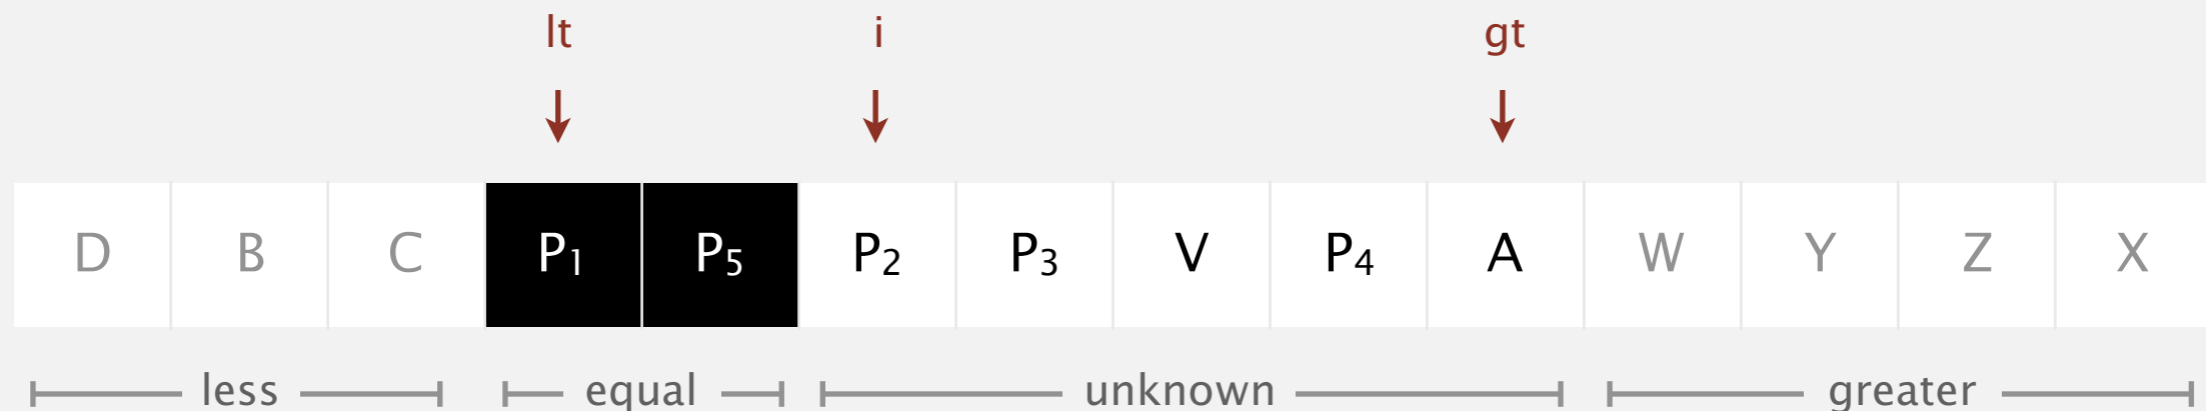 lt i gt
D B C P₁ P₅ P₂ P₃ V P₄ A W Y Z X
less equal unknown greater